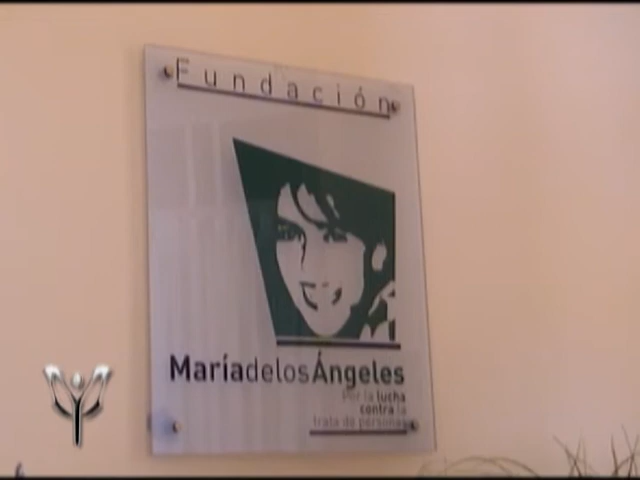 Fundación
MaríadelosÁngeles
Por la lucha
contra la
trata de personas